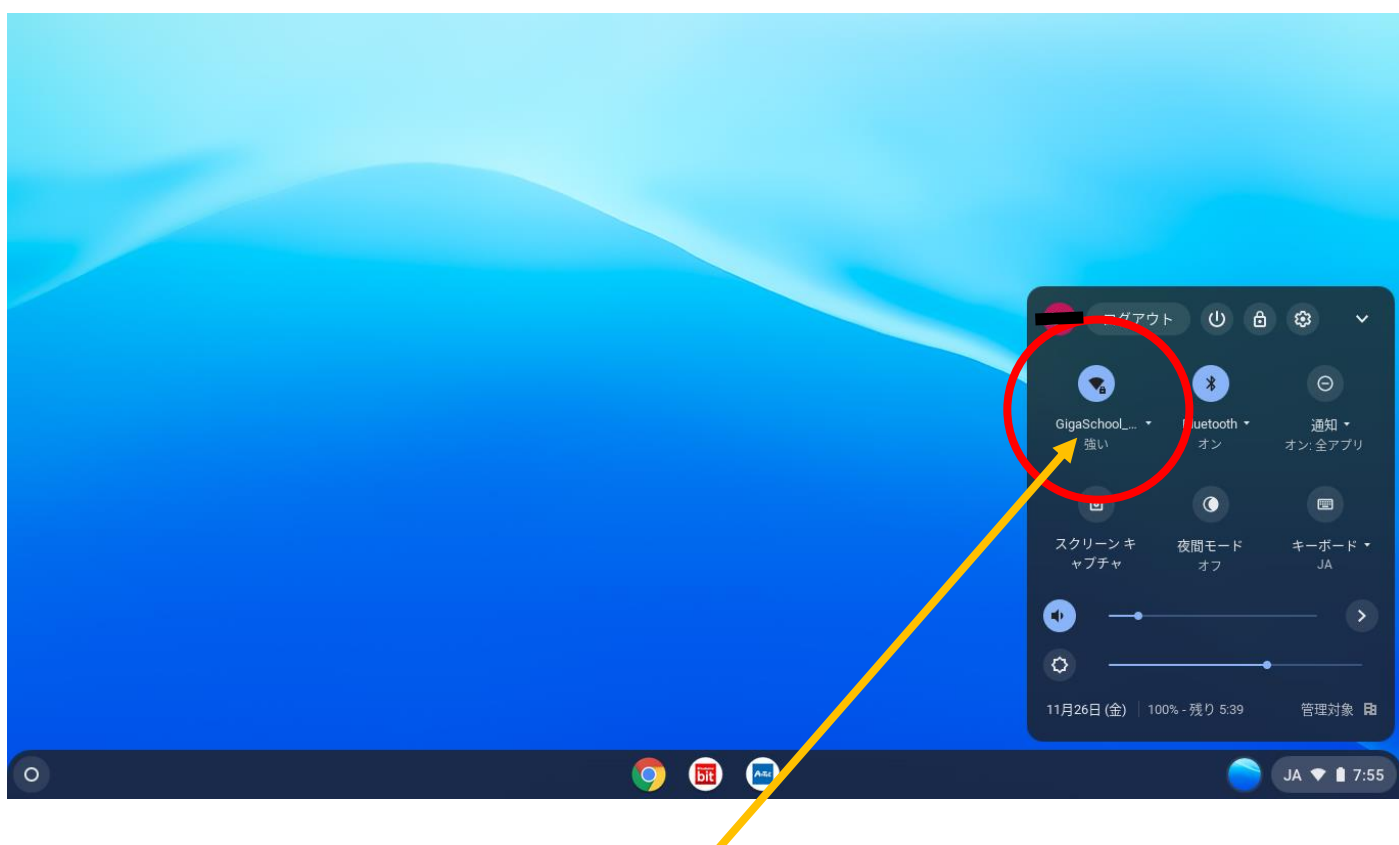 ログアウト
GigaSchool_...
強い
Bluetooth
オン
通知
オン: 全アプリ
スクリーン キ
ャプチャ
夜間モード
オフ
キーボード
JA
11月26日 (金)
100% - 残り 5:39
管理対象
bit
JA
7:55